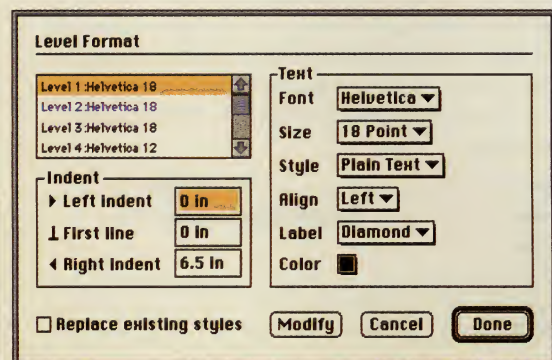 Level Format
Level 1:Helvetica 18
Level 2:Helvetica 18
Level 3:Helvetica 18
Level 4:Helvetica 12
Indent
Left indent 0 in
First line 0 in
Right indent 6.5 in
Text
Font Helvetica
Size 18 Point
Style Plain Text
Align Left
Label Diamond
Color
Replace existing styles
Modify
Cancel
Done